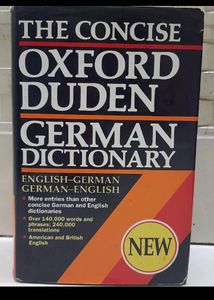 THE CONCISE
OXFORD
DUDEN
GERMAN
DICTIONARY
ENGLISH–GERMAN
GERMAN–ENGLISH
• More entries than other
concise German and English
dictionaries
• Over 140,000 words and
phrases; 240,000
translations
• American and British
English
NEW